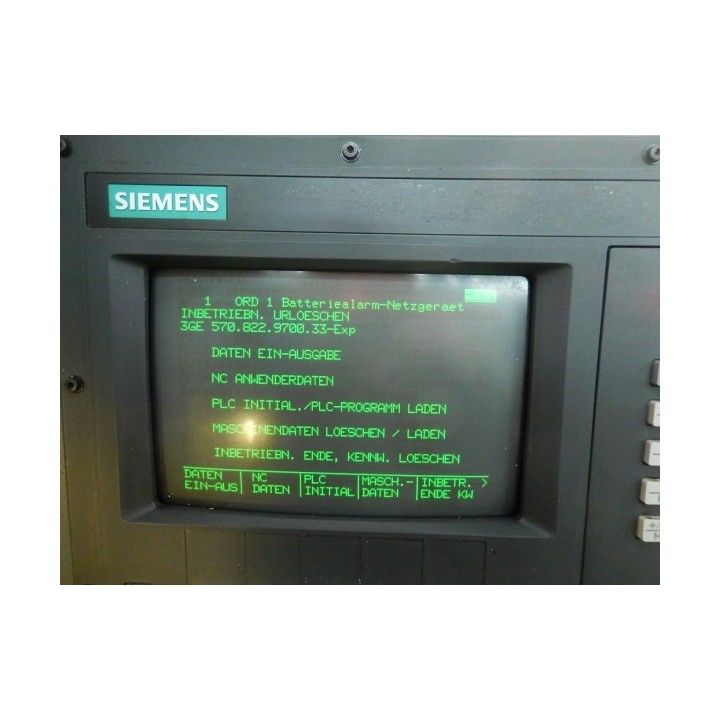 SIEMENS
1 ORD 1 Batteriealarm-Netzgeraet
INBETRIEBN. URLOESCHEN
3GE 570.822.9700.33-Exp
DATEN EIN-AUSGABE
NC ANWENDERDATEN
PLC INITIAL./PLC-PROGRAMM LADEN
MASCHINENDATEN LOESCHEN / LADEN
INBETRIEBN. ENDE, KENNW. LOESCHEN
DATEN NC PLC MASCH.- INBETR. >
EIN-AUS DATEN INITIAL DATEN ENDE KW